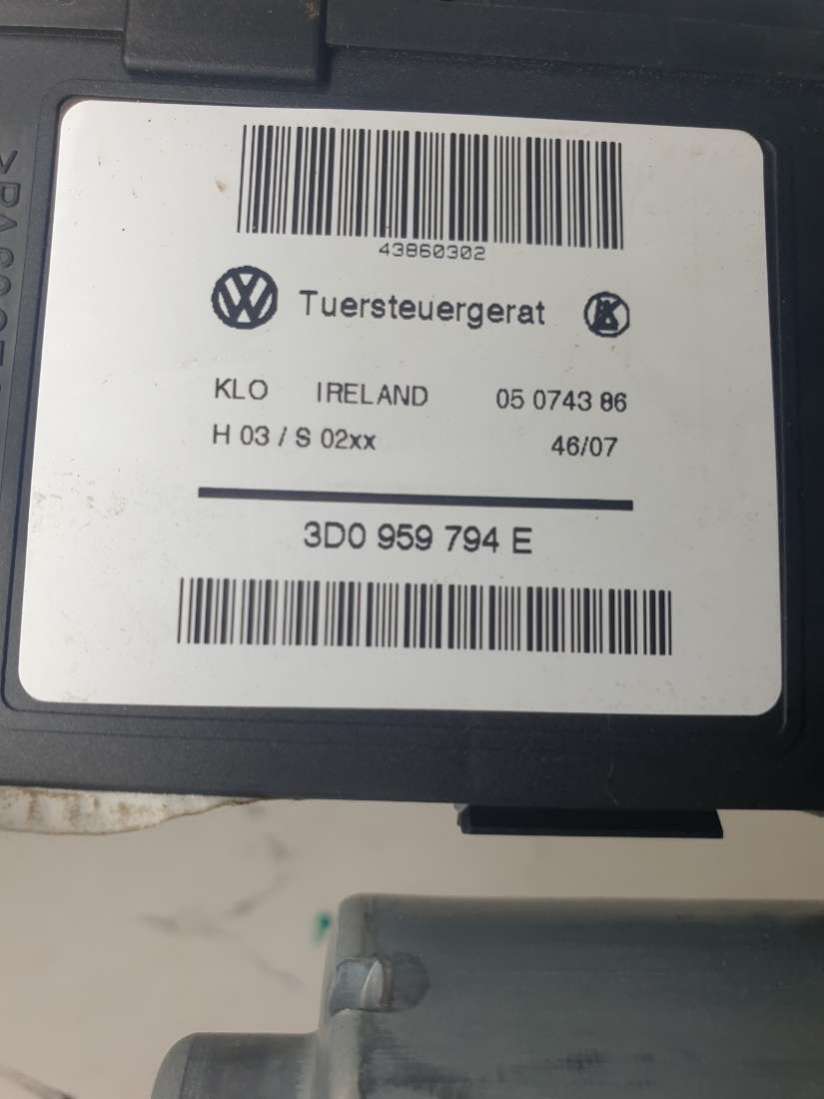 43860302
Tuersteuergerat
KLO IRELAND 05 0743 86
H 03 / S 02xx 46/07
3D0 959 794 E